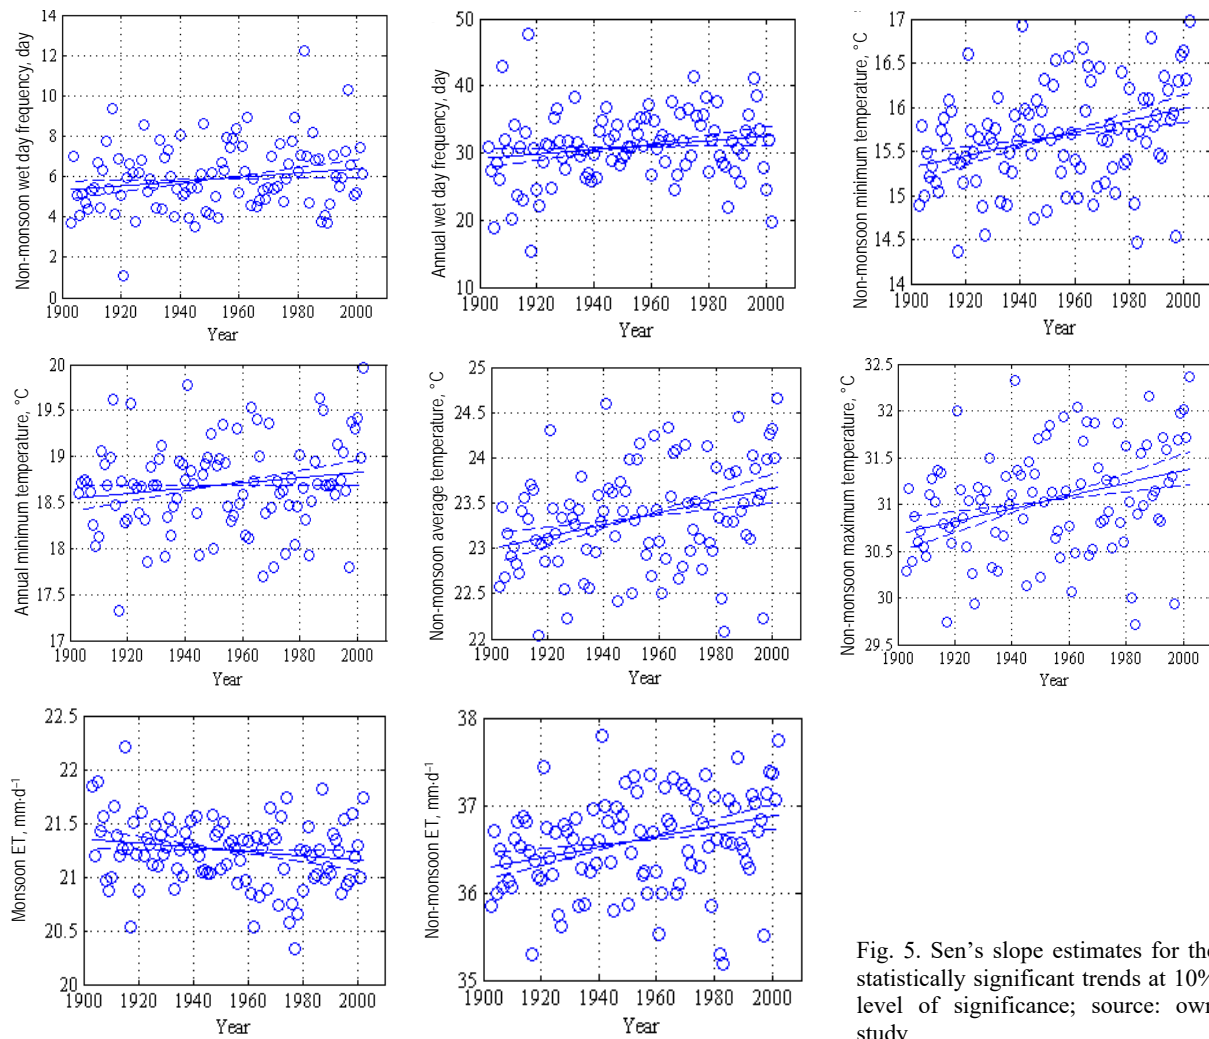 Non-monsoon wet day frequency, day
14
12
10
8
6
4
2
0
1900 1920 1940 1960 1980 2000
Year
Annual wet day frequency, day
50
40
30
20
10
1900 1920 1940 1960 1980 2000
Year
Non-monsoon minimum temperature, °C
17
16.5
16
15.5
15
14.5
14
1900 1920 1940 1960 1980 2000
Year
Annual minimum temperature, °C
20
19.5
19
18.5
18
17.5
17
1900 1920 1940 1960 1980 2000
Year
Non-monsoon average temperature, °C
25
24.5
24
23.5
23
22.5
22
1900 1920 1940 1960 1980 2000
Year
Non-monsoon maximum temperature, °C
32.5
32
31.5
31
30.5
30
29.5
1900 1920 1940 1960 1980 2000
Year
Monsoon ET, mm·d⁻¹
22.5
22
21.5
21
20.5
20
1900 1920 1940 1960 1980 2000
Year
Non-monsoon ET, mm·d⁻¹
38
37
36
35
1900 1920 1940 1960 1980 2000
Year
Fig. 5. Sen’s slope estimates for the
statistically significant trends at 10%
level of significance; source: own
study